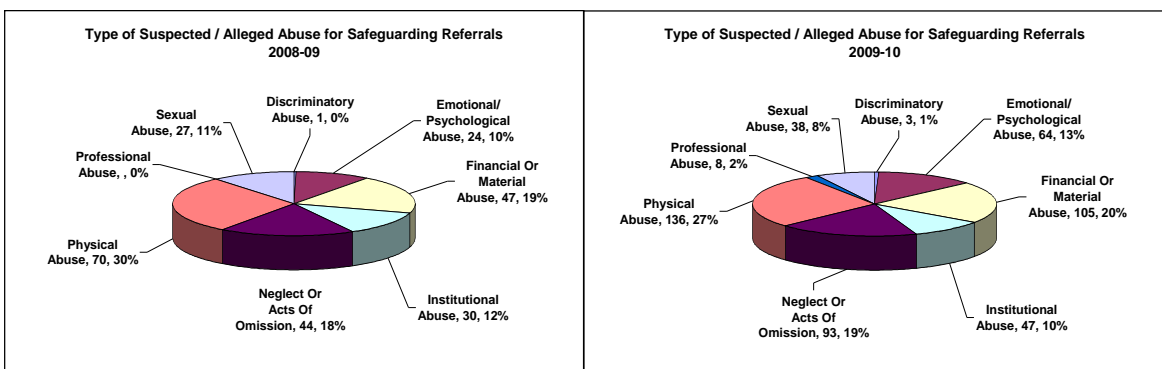 Type of Suspected / Alleged Abuse for Safeguarding Referrals
2008-09
Discriminatory
Abuse, 1, 0%
Emotional/
Psychological
Abuse, 24, 10%
Financial Or
Material
Abuse, 47, 19%
Institutional
Abuse, 30, 12%
Neglect Or
Acts Of
Omission, 44, 18%
Physical
Abuse, 70, 30%
Professional
Abuse, , 0%
Sexual
Abuse, 27, 11%
Type of Suspected / Alleged Abuse for Safeguarding Referrals
2009-10
Discriminatory
Abuse, 3, 1%
Emotional/
Psychological
Abuse, 64, 13%
Financial Or
Material
Abuse, 105, 20%
Institutional
Abuse, 47, 10%
Neglect Or
Acts Of
Omission, 93, 19%
Physical
Abuse, 136, 27%
Professional
Abuse, 8, 2%
Sexual
Abuse, 38, 8%